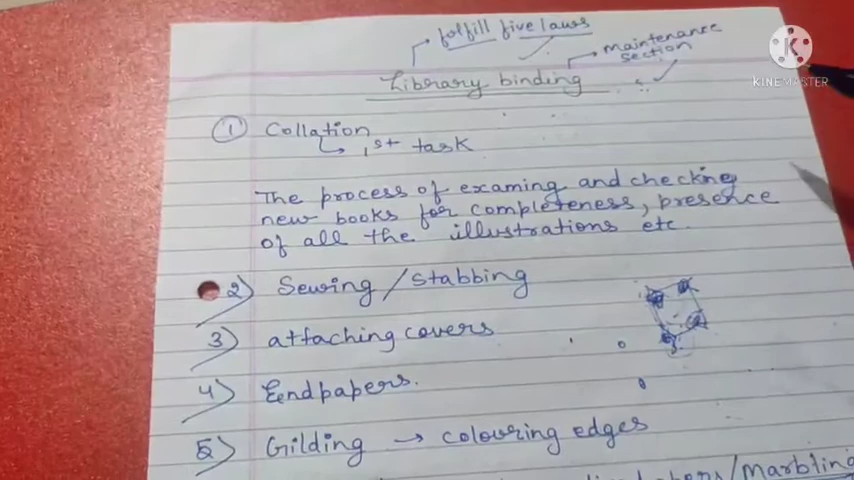 fulfill five laws
maintenance
section
Library binding
K
KINEMASTER
① Collation
1st task
The process of examing and checking
new books for completeness, presence
of all the illustrations etc.
2) Sewing / stabbing
3) attaching covers
4) Endpapers.
5) Gilding → colouring edges
papers/marbling